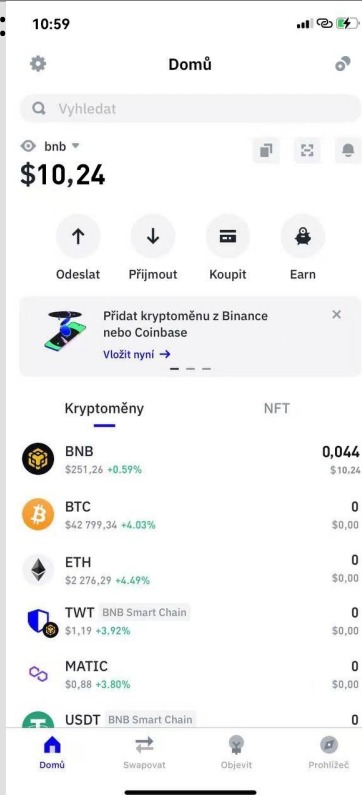 :
10:59
Domů
Vyhledat
bnb
$10,24
Odeslat Přijmout Koupit Earn
Přidat kryptoměnu z Binance
nebo Coinbase
Vložit nyní →
Kryptoměny NFT
BNB 0,044
$251,26 +0.59% $10,24
BTC 0
$42 799,34 +4.03% $0,00
ETH 0
$2 276,29 +4.49% $0,00
TWT BNB Smart Chain 0
$1,19 +3.92% $0,00
MATIC 0
$0,88 +3.80% $0,00
USDT BNB Smart Chain 0
Domů Swapovat Objevit Prohlížeč